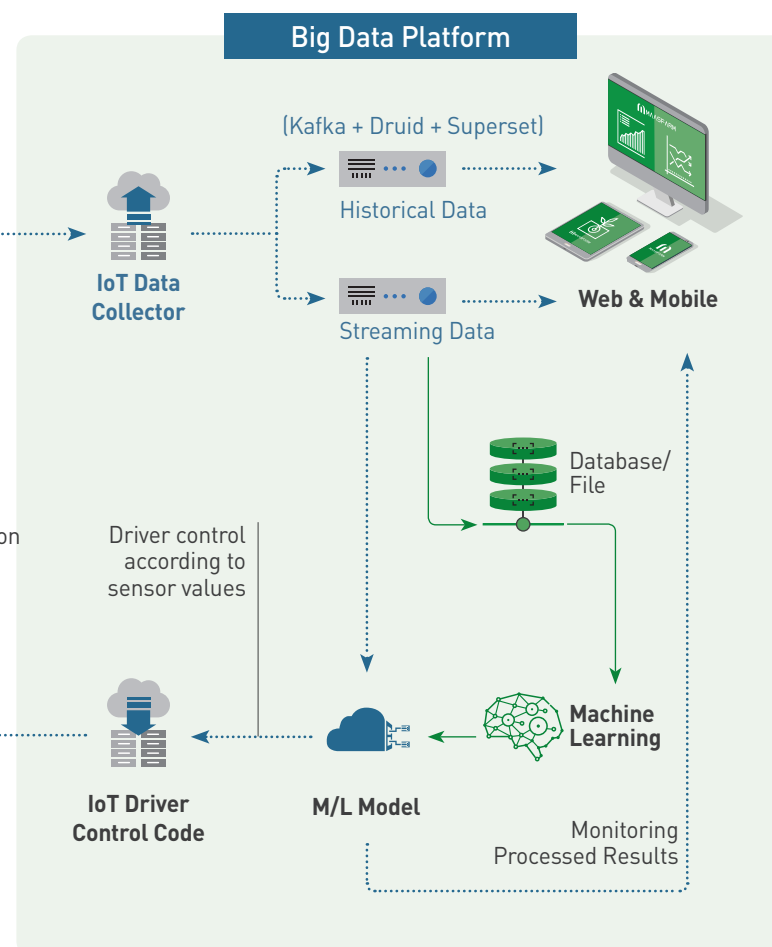 Big Data Platform
(Kafka + Druid + Superset)
Historical Data
IoT Data
Collector
Streaming Data
Web & Mobile
Database/
File
on
Driver control
according to
sensor values
Machine
Learning
IoT Driver
Control Code
M/L Model
Monitoring
Processed Results